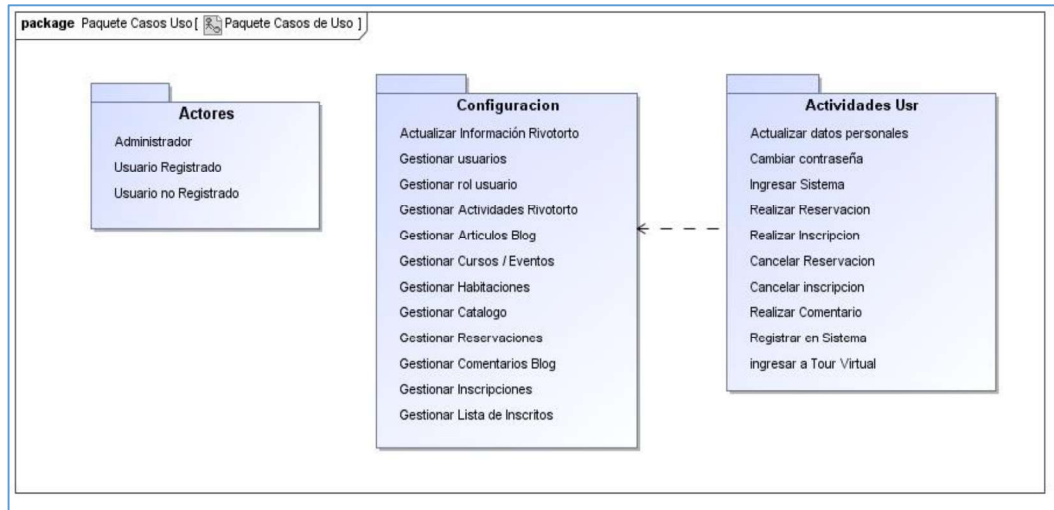 package Paquete Casos Uso [ Paquete Casos de Uso ]
Actores
Administrador
Usuario Registrado
Usuario no Registrado
Configuracion
Actualizar Información Rivotorto
Gestionar usuarios
Gestionar rol usuario
Gestionar Actividades Rivotorto
Gestionar Articulos Blog
Gestionar Cursos / Eventos
Gestionar Habitaciones
Gestionar Catalogo
Gestionar Reservaciones
Gestionar Comentarios Blog
Gestionar Inscripciones
Gestionar Lista de Inscritos
Actividades Usr
Actualizar datos personales
Cambiar contraseña
Ingresar Sistema
Realizar Reservacion
Realizar Inscripcion
Cancelar Reservacion
Cancelar inscripcion
Realizar Comentario
Registrar en Sistema
ingresar a Tour Virtual